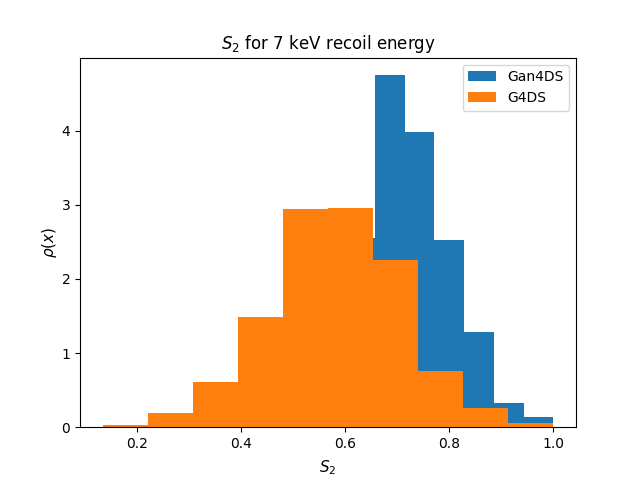 S₂ for 7 keV recoil energy
Gan4DS
G4DS
ρ(x)
4
3
2
1
0
0.2 0.4 0.6 0.8 1.0
S₂